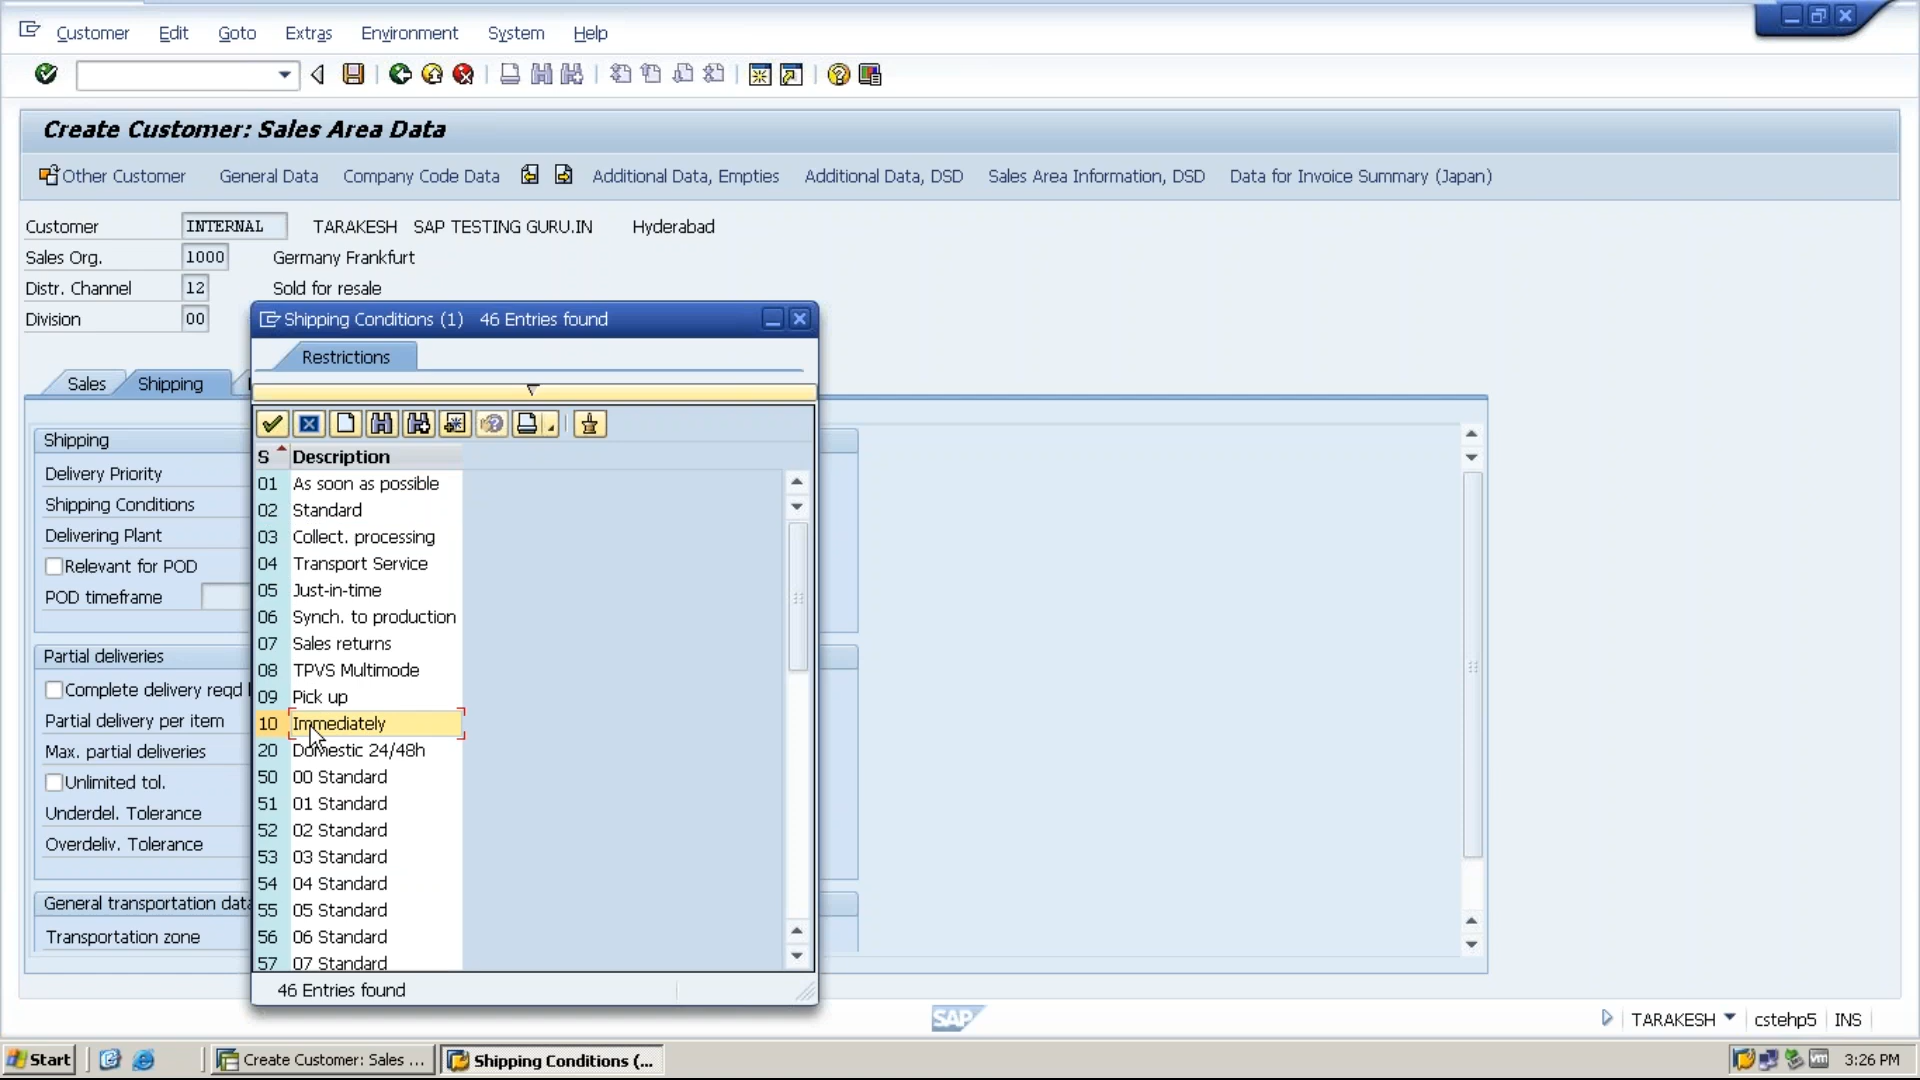 Customer Edit Goto Extras Environment System Help
Create Customer: Sales Area Data
Other Customer General Data Company Code Data Additional Data, Empties Additional Data, DSD Sales Area Information, DSD Data for Invoice Summary (Japan)
Customer INTERNAL TARAKESH SAP TESTING GURU.IN Hyderabad
Sales Org. 1000 Germany Frankfurt
Distr. Channel 12 Sold for resale
Division 00
Sales Shipping
Shipping
Delivery Priority
Shipping Conditions
Delivering Plant
Relevant for POD
POD timeframe
Partial deliveries
Complete delivery reqd
Partial delivery per item
Max. partial deliveries
Unlimited tol.
Underdel. Tolerance
Overdeliv. Tolerance
General transportation data
Transportation zone
Shipping Conditions (1) 46 Entries found
Restrictions
S Description
01 As soon as possible
02 Standard
03 Collect. processing
04 Transport Service
05 Just-in-time
06 Synch. to production
07 Sales returns
08 TPVS Multimode
09 Pick up
10 Immediately
20 Domestic 24/48h
50 00 Standard
51 01 Standard
52 02 Standard
53 03 Standard
54 04 Standard
55 05 Standard
56 06 Standard
57 07 Standard
46 Entries found
SAP
TARAKESH cstehp5 INS
Start Create Customer: Sales ... Shipping Conditions (... 3:26 PM